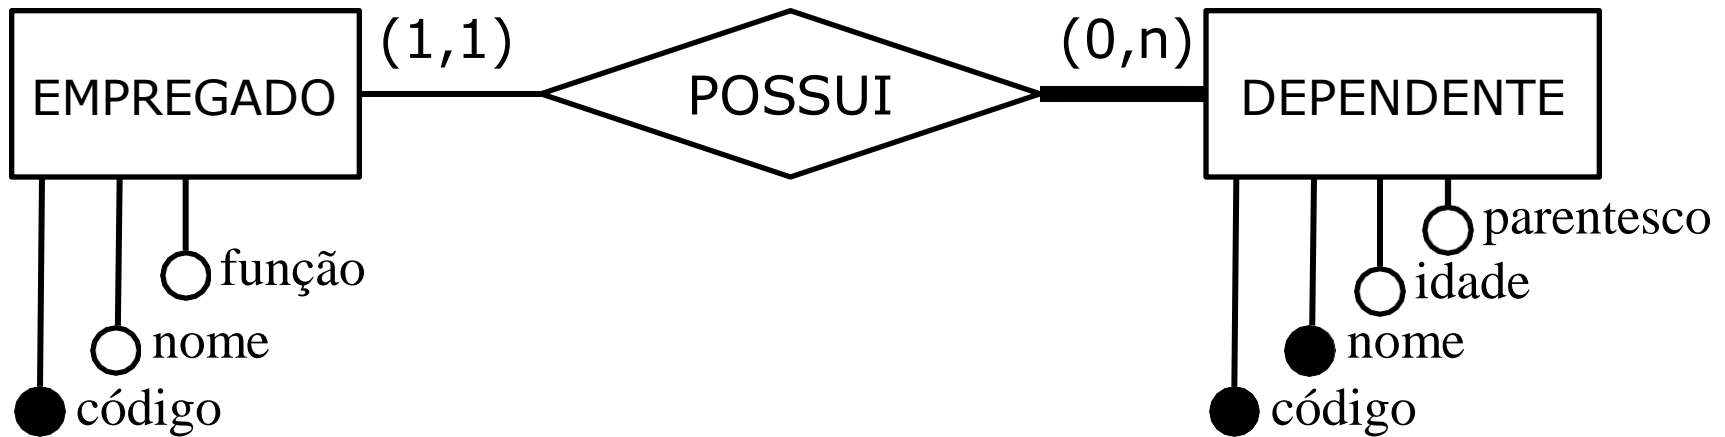 EMPREGADO
(1,1)
POSSUI
(0,n)
DEPENDENTE
função
nome
código
parentesco
idade
nome
código